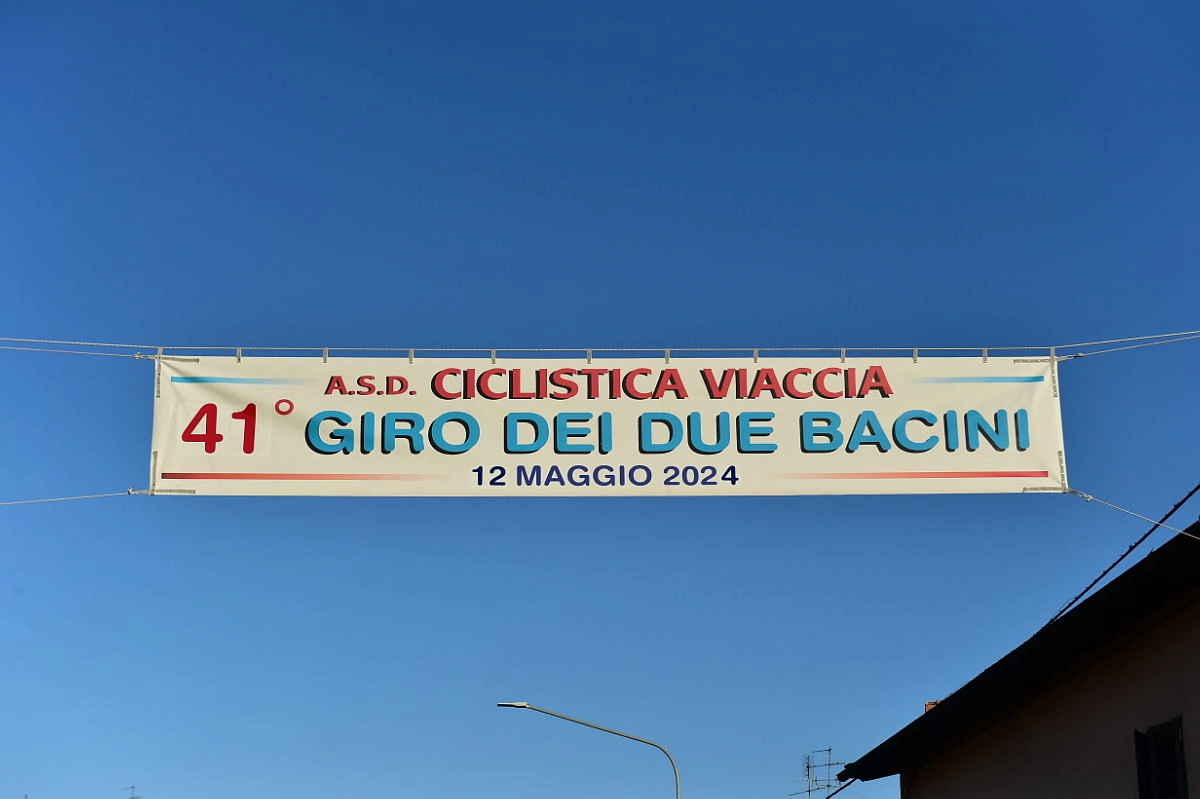 A.S.D. CICLISTICA VIACCIA
41° GIRO DEI DUE BACINI
12 MAGGIO 2024